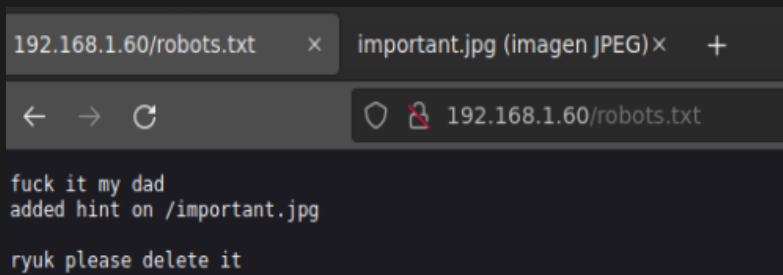 192.168.1.60/robots.txt ×
important.jpg (imagen JPEG) × +
192.168.1.60/robots.txt
fuck it my dad
added hint on /important.jpg
ryuk please delete it